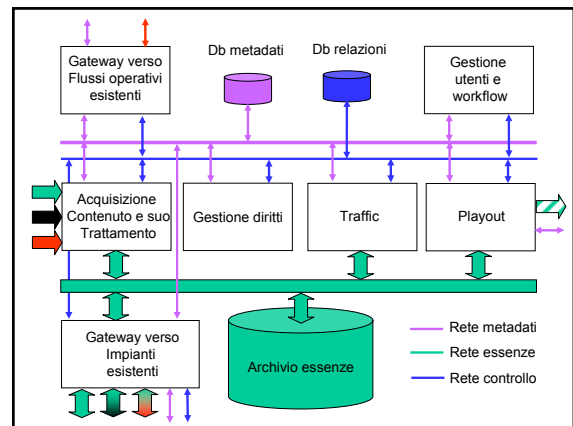 Gateway verso
Flussi operativi
esistenti
Db metadati
Db relazioni
Gestione
utenti e
workflow
Acquisizione
Contenuto e suo
Trattamento
Gestione diritti
Traffic
Playout
Gateway verso
Impianti
esistenti
Archivio essenze
Rete metadati
Rete essenze
Rete controllo